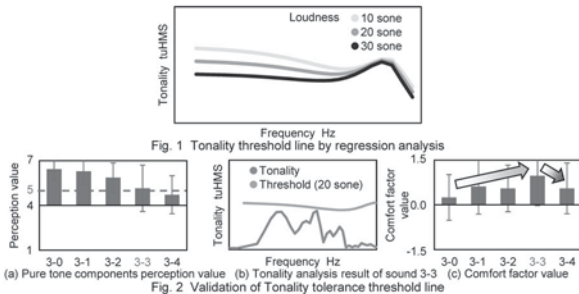 Loudness
10 sone
20 sone
30 sone
Tonality tuHMS
Frequency Hz
Fig. 1 Tonality threshold line by regression analysis
Perception value
7
5
4
1
3-0 3-1 3-2 3-3 3-4
Tonality tuHMS
Tonality
Threshold (20 sone)
Frequency Hz
Comfort factor
value
1.5
0.0
-1.5
3-0 3-1 3-2 3-3 3-4
(a) Pure tone components perception value (b) Tonality analysis result of sound 3-3 (c) Comfort factor value
Fig. 2 Validation of Tonality tolerance threshold line